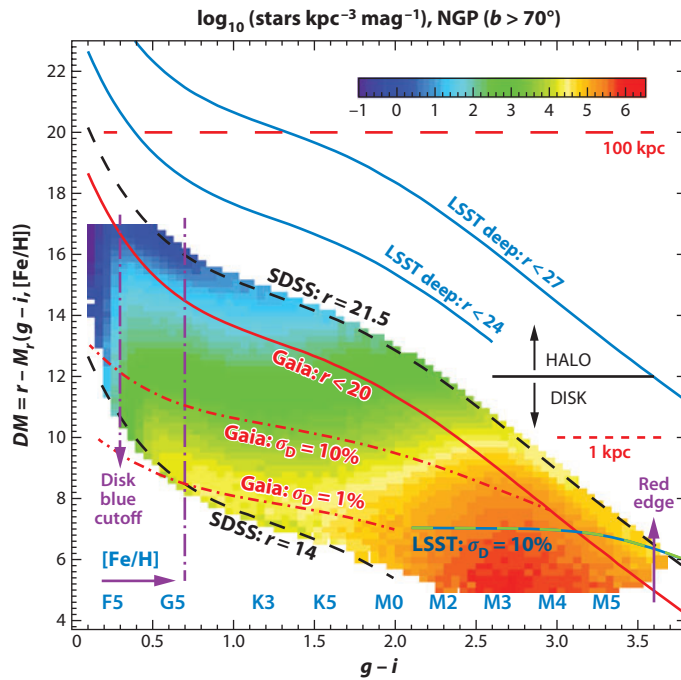 log₁₀ (stars kpc⁻³ mag⁻¹), NGP (b > 70°)
−1 0 1 2 3 4 5 6
100 kpc
LSST deep: r < 27
LSST deep: r < 24
SDSS: r = 21.5
Gaia: r < 20
HALO
DISK
1 kpc
Gaia: σD = 10%
Gaia: σD = 1%
SDSS: r = 14
Disk
blue
cutoff
Red
edge
LSST: σD = 10%
[Fe/H]
F5 G5 K3 K5 M0 M2 M3 M4 M5
DM = r − Mr(g − i, [Fe/H])
22
20
18
16
14
12
10
8
6
4
0 0.5 1.0 1.5 2.0 2.5 3.0 3.5
g − i